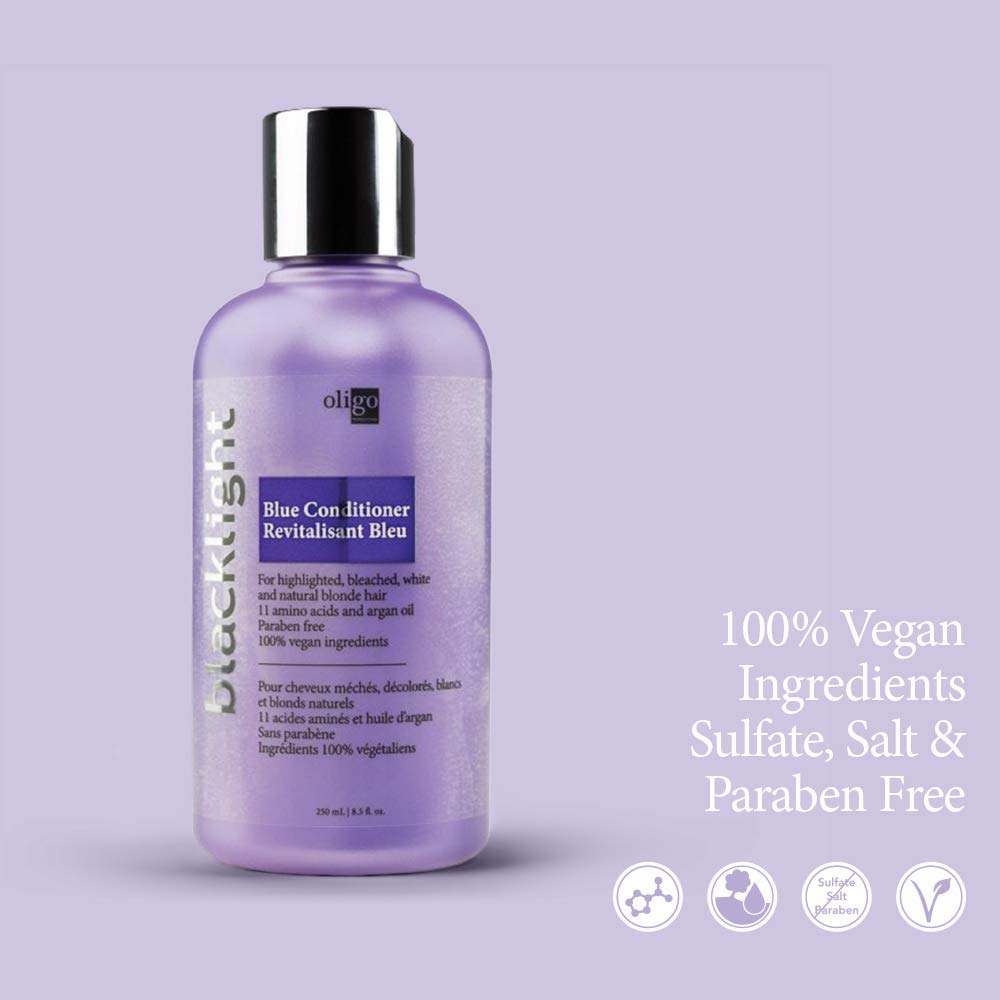 oligo
blacklight
Blue Conditioner
Revitalisant Bleu
For highlighted, bleached, white
and natural blonde hair
11 amino acids and argan oil
Paraben free
100% vegan ingredients
Pour cheveux méchés, décolorés, blancs
et blonds naturels
11 acides aminés et huile d'argan
Sans parabène
Ingrédients 100% végétaliens
250 mL | 8.5 fl. oz.
100% Vegan
Ingredients
Sulfate, Salt &
Paraben Free
Sulfate
Salt
Paraben